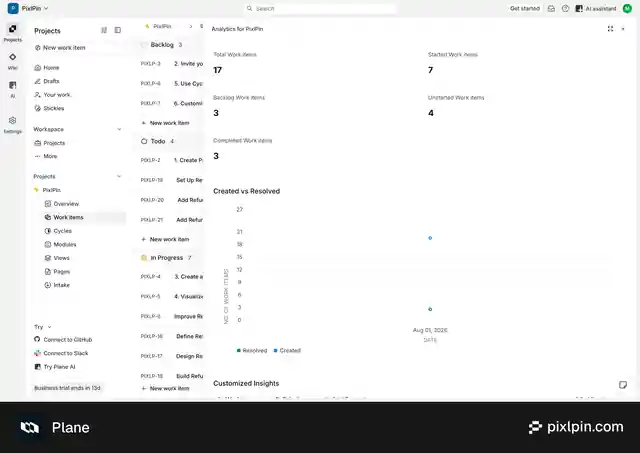 P PixlPin
Search
Get started
AI assistant
M
Projects
Wiki
AI
Settings
Projects
New work item
Home
Drafts
Your work
Stickies
Workspace
Projects
More
Projects
PixlPin
Overview
Work items
Cycles
Modules
Views
Pages
Intake
Try
Connect to GitHub
Connect to Slack
Try Plane AI
Business trial ends in 13d
PixlPin
Backlog 3
PIXLP-3 2. Invite yo
PIXLP-6 5. Use Cyc
PIXLP-7 6. Customi
+ New work item
Todo 4
PIXLP-2 1. Create P
PIXLP-19 Set Up Re
PIXLP-20 Add Refu
PIXLP-21 Add Refur
+ New work item
In Progress 7
PIXLP-4 3. Create a
PIXLP-5 4. Visualiz
PIXLP-8 Improve Re
PIXLP-16 Define Re
PIXLP-17 Design Re
PIXLP-18 Build Refu
+ New work item
Analytics for PixlPin
Total Work items
17
Started Work items
7
Backlog Work items
3
Unstarted Work items
4
Completed Work items
3
Created vs Resolved
27
21
18
15
12
9
6
3
0
NO. OF WORK ITEMS
Aug 01, 2026
DATE
Resolved Created
Customized Insights
Plane
pixlpin.com